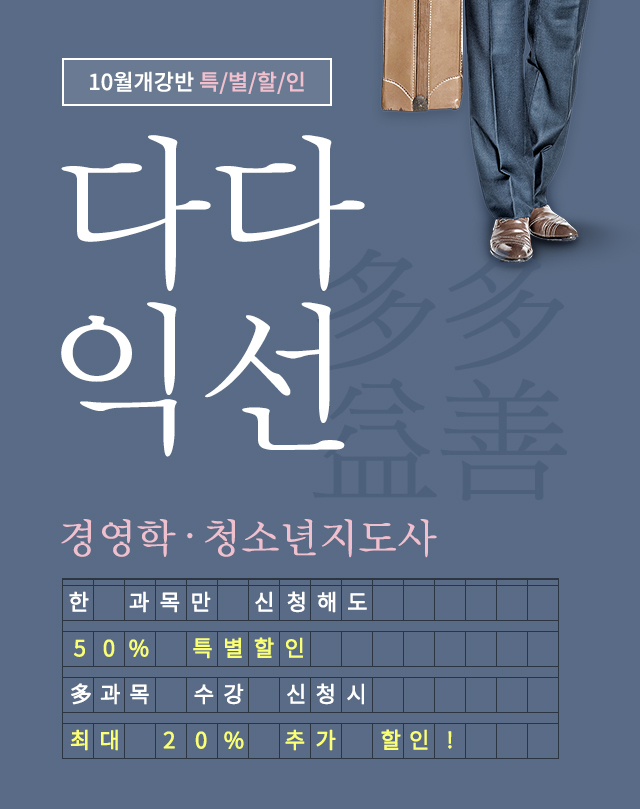 10월개강반 특/별/할/인
다다
익선
多多
益善
경영학·청소년지도사
한 과목만 신청해도
50% 특별할인
多과목 수강 신청시
최대 20% 추가 할인!